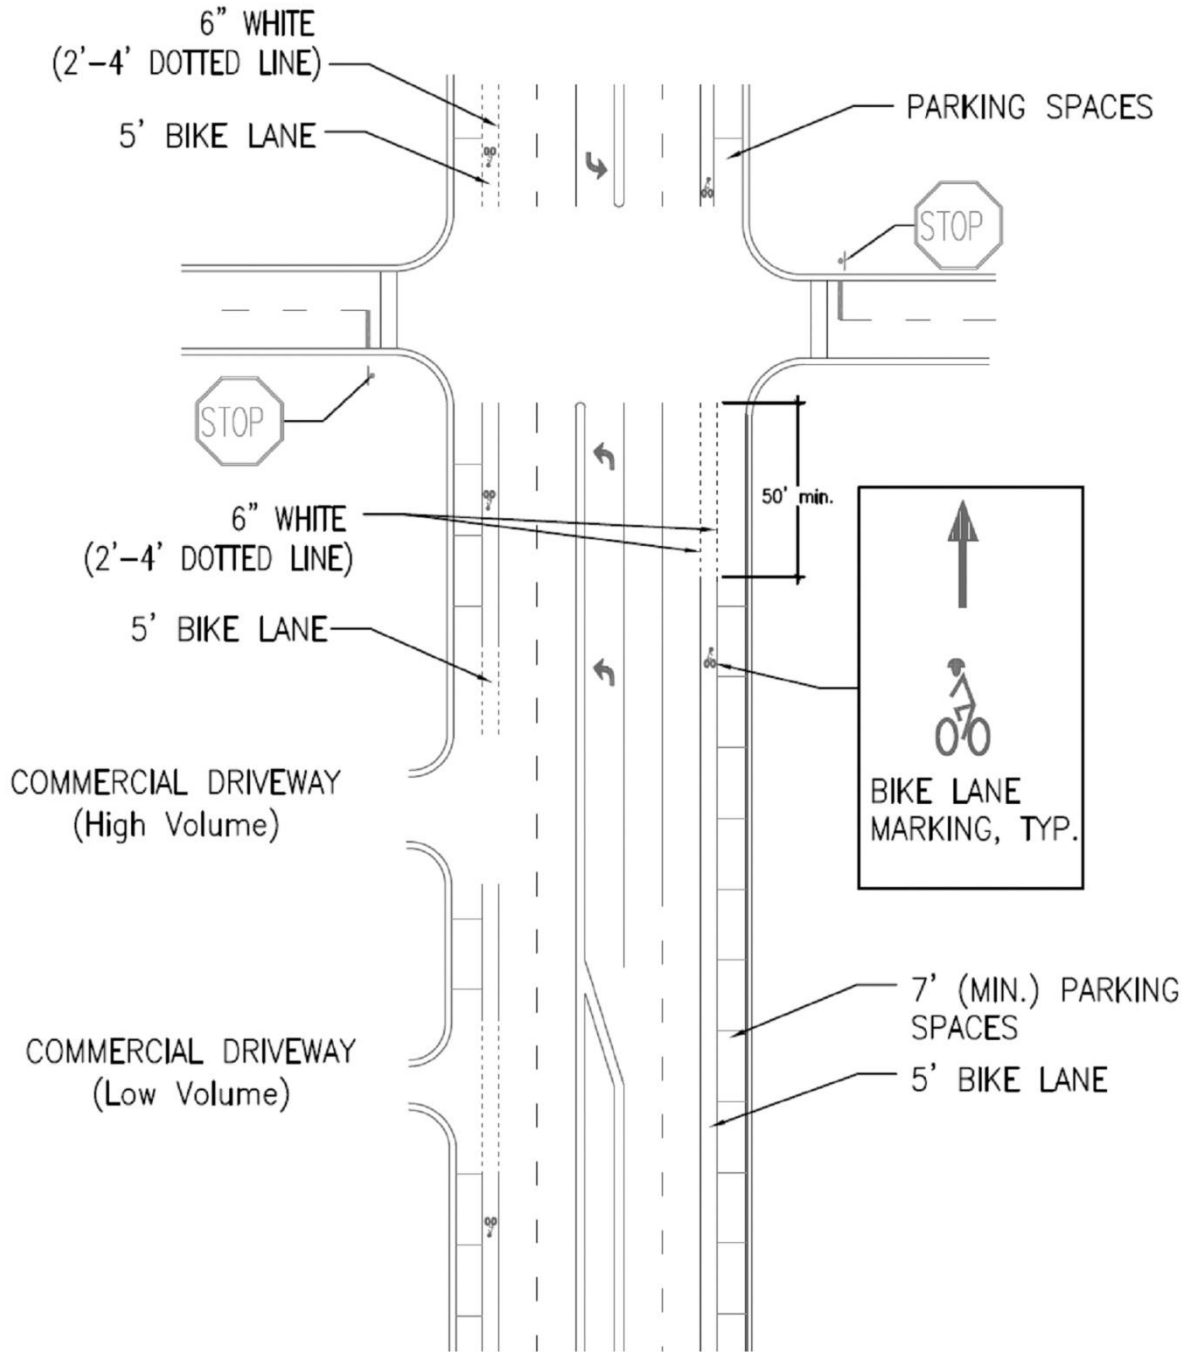 6” WHITE
(2’-4’ DOTTED LINE)
5’ BIKE LANE
PARKING SPACES
STOP
STOP
50’ min.
6” WHITE
(2’-4’ DOTTED LINE)
5’ BIKE LANE
BIKE LANE
MARKING, TYP.
COMMERCIAL DRIVEWAY
(High Volume)
7’ (MIN.) PARKING
SPACES
5’ BIKE LANE
COMMERCIAL DRIVEWAY
(Low Volume)